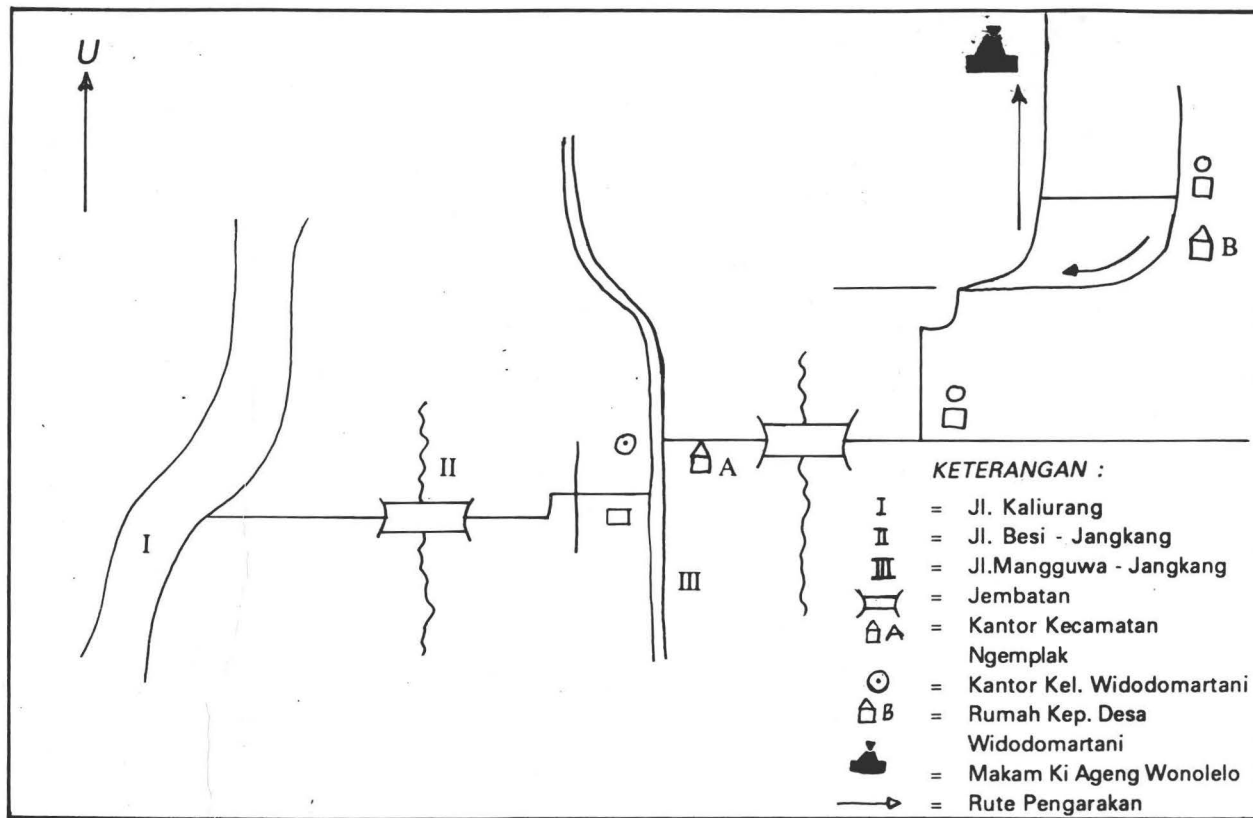 U
B
II
A
I
III
KETERANGAN :
I = Jl. Kaliurang
II = Jl. Besi - Jangkang
III = Jl.Mangguwa - Jangkang
= Jembatan
A = Kantor Kecamatan
Ngemplak
= Kantor Kel. Widodomartani
B = Rumah Kep. Desa
Widodomartani
= Makam Ki Ageng Wonolelo
= Rute Pengarakan